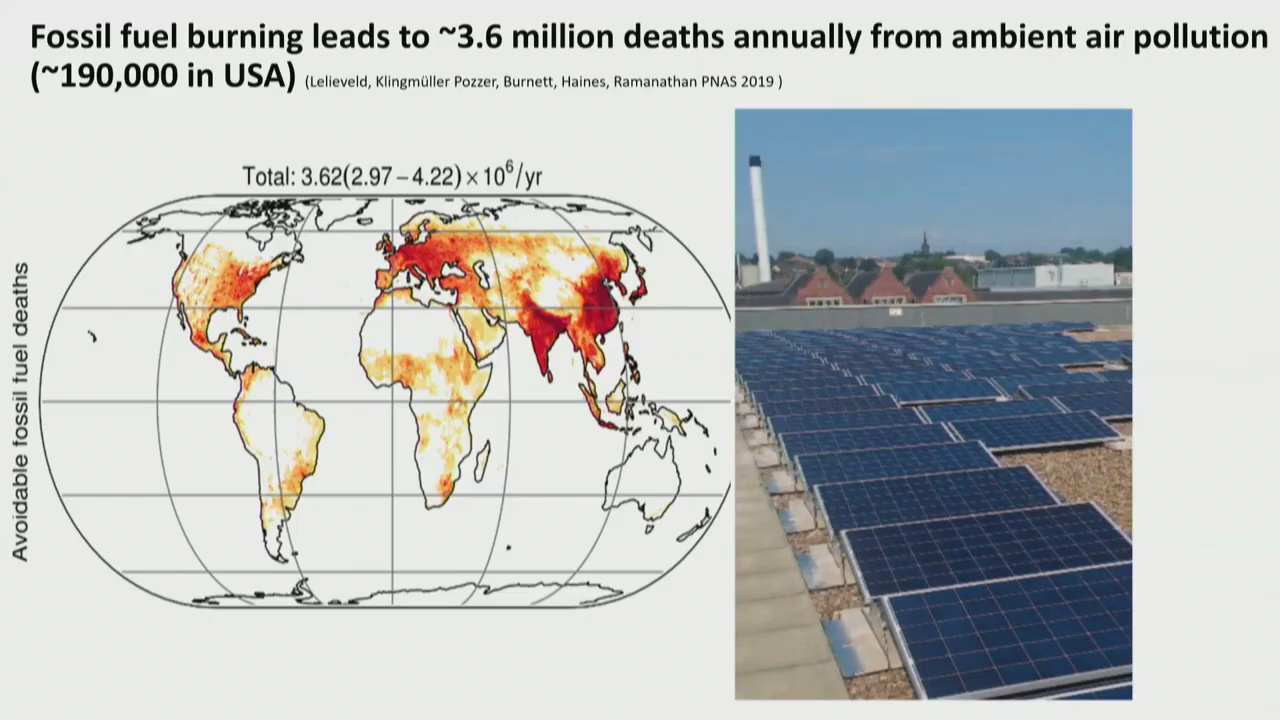 Fossil fuel burning leads to ~3.6 million deaths annually from ambient air pollution
(~190,000 in USA) (Lelieveld, Klingmüller Pozzer, Burnett, Haines, Ramanathan PNAS 2019 )
Total: 3.62(2.97 – 4.22) × 10⁶/yr
Avoidable fossil fuel deaths